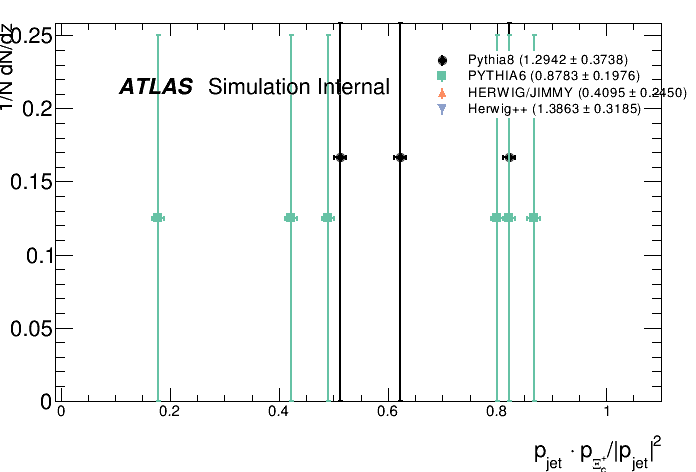 1/N dN/dz
0.25
0.2
0.15
0.1
0.05
0
ATLAS Simulation Internal
Pythia8 (1.2942 ± 0.3738)
PYTHIA6 (0.8783 ± 0.1976)
HERWIG/JIMMY (0.4095 ± 0.2450)
Herwig++ (1.3863 ± 0.3185)
0 0.2 0.4 0.6 0.8 1
p_jet · p_Ξ_c^+/|p_jet|^2